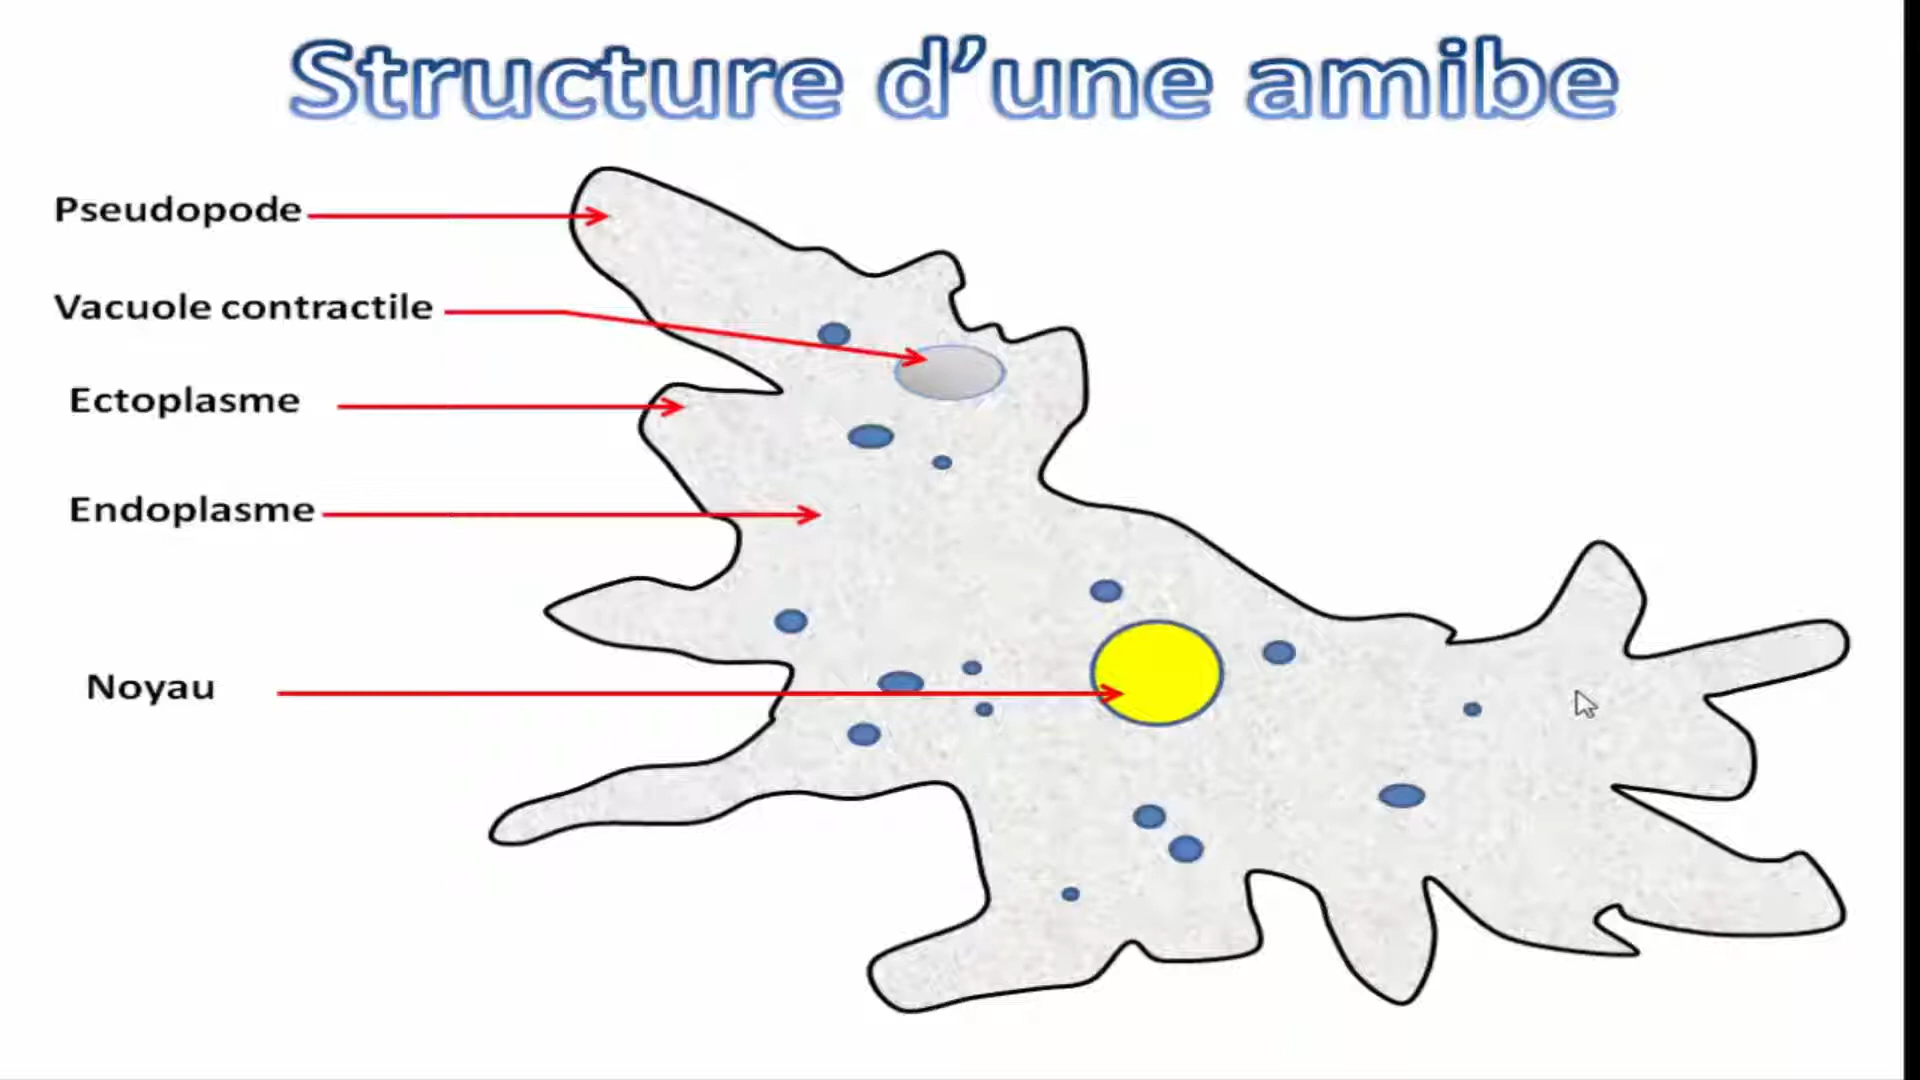 Structure d’une amibe
Pseudopode
Vacuole contractile
Ectoplasme
Endoplasme
Noyau